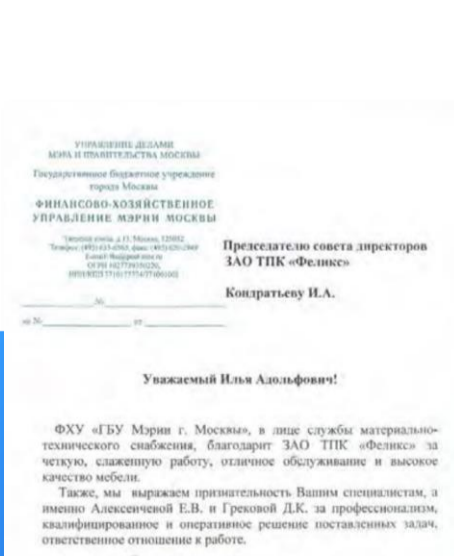 УПРАВЛЕНИЕ ДЕЛАМИ
МЭРА И ПРАВИТЕЛЬСТВА МОСКВЫ
Государственное бюджетное учреждение
города Москвы
ФИНАНСОВО-ХОЗЯЙСТВЕННОЕ
УПРАВЛЕНИЕ МЭРИИ МОСКВЫ
Председателю совета директоров
ЗАО ТПК «Феликс»
Кондратьеву И.А.
№
на № от
Уважаемый Илья Адольфович!
ФХУ «ГБУ Мэрии г. Москвы», в лице службы материально-
технического снабжения, благодарит ЗАО ТПК «Феликс» за
четкую, слаженную работу, отличное обслуживание и высокое
качество мебели.
Также, мы выражаем признательность Вашим специалистам, а
именно Алексеичевой Е.В. и Грековой Д.К. за профессионализм,
квалифицированное и оперативное решение поставленных задач,
ответственное отношение к работе.